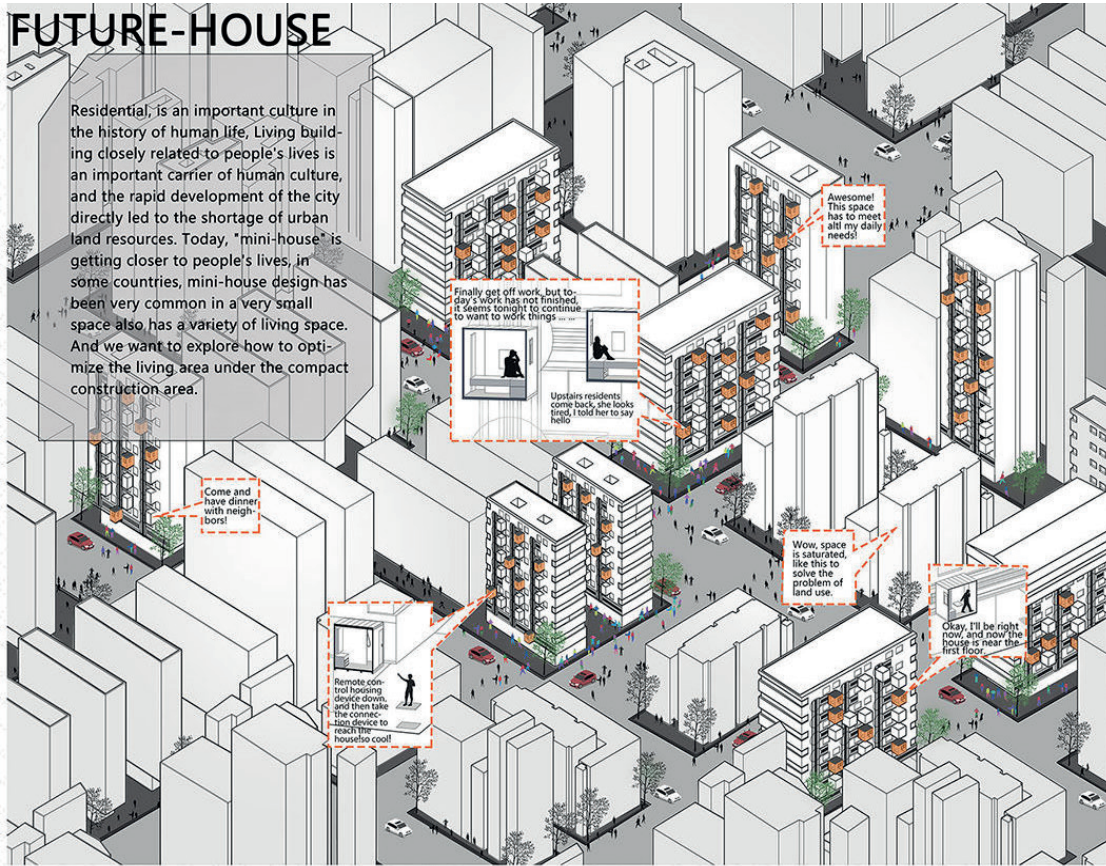 FUTURE-HOUSE
Residential, is an important culture in
the history of human life, Living build-
ing closely related to people's lives is
an important carrier of human culture,
and the rapid development of the city
directly led to the shortage of urban
land resources. Today, "mini-house" is
getting closer to people's lives, in
some countries, mini-house design has
been very common in a very small
space also has a variety of living space.
And we want to explore how to opti-
mize the living area under the compact
construction area.
Awesome!
This space
has to meet
altl my daily
needs!
Finally get off work, but to-
day's work has not finished,
it seems tonight to continue
to want to work things ... ...
Upstairs residents
come back, she looks
tired, I told her to say
hello
Come and
have dinner
with neigh-
bors!
Wow, space
is saturated,
like this to
solve the
problem of
land use.
Okay, I'll be right
now, and now the
house is near the
first floor.
Remote con-
trol housing
device down,
and then take
the connec-
tion device to
reach the
house!so cool!